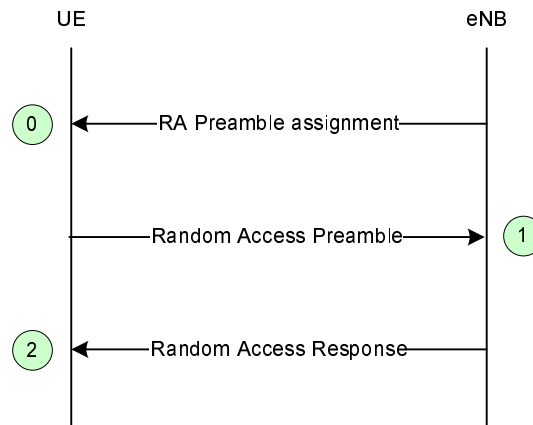 UE
eNB
0
RA Preamble assignment
Random Access Preamble
1
2
Random Access Response